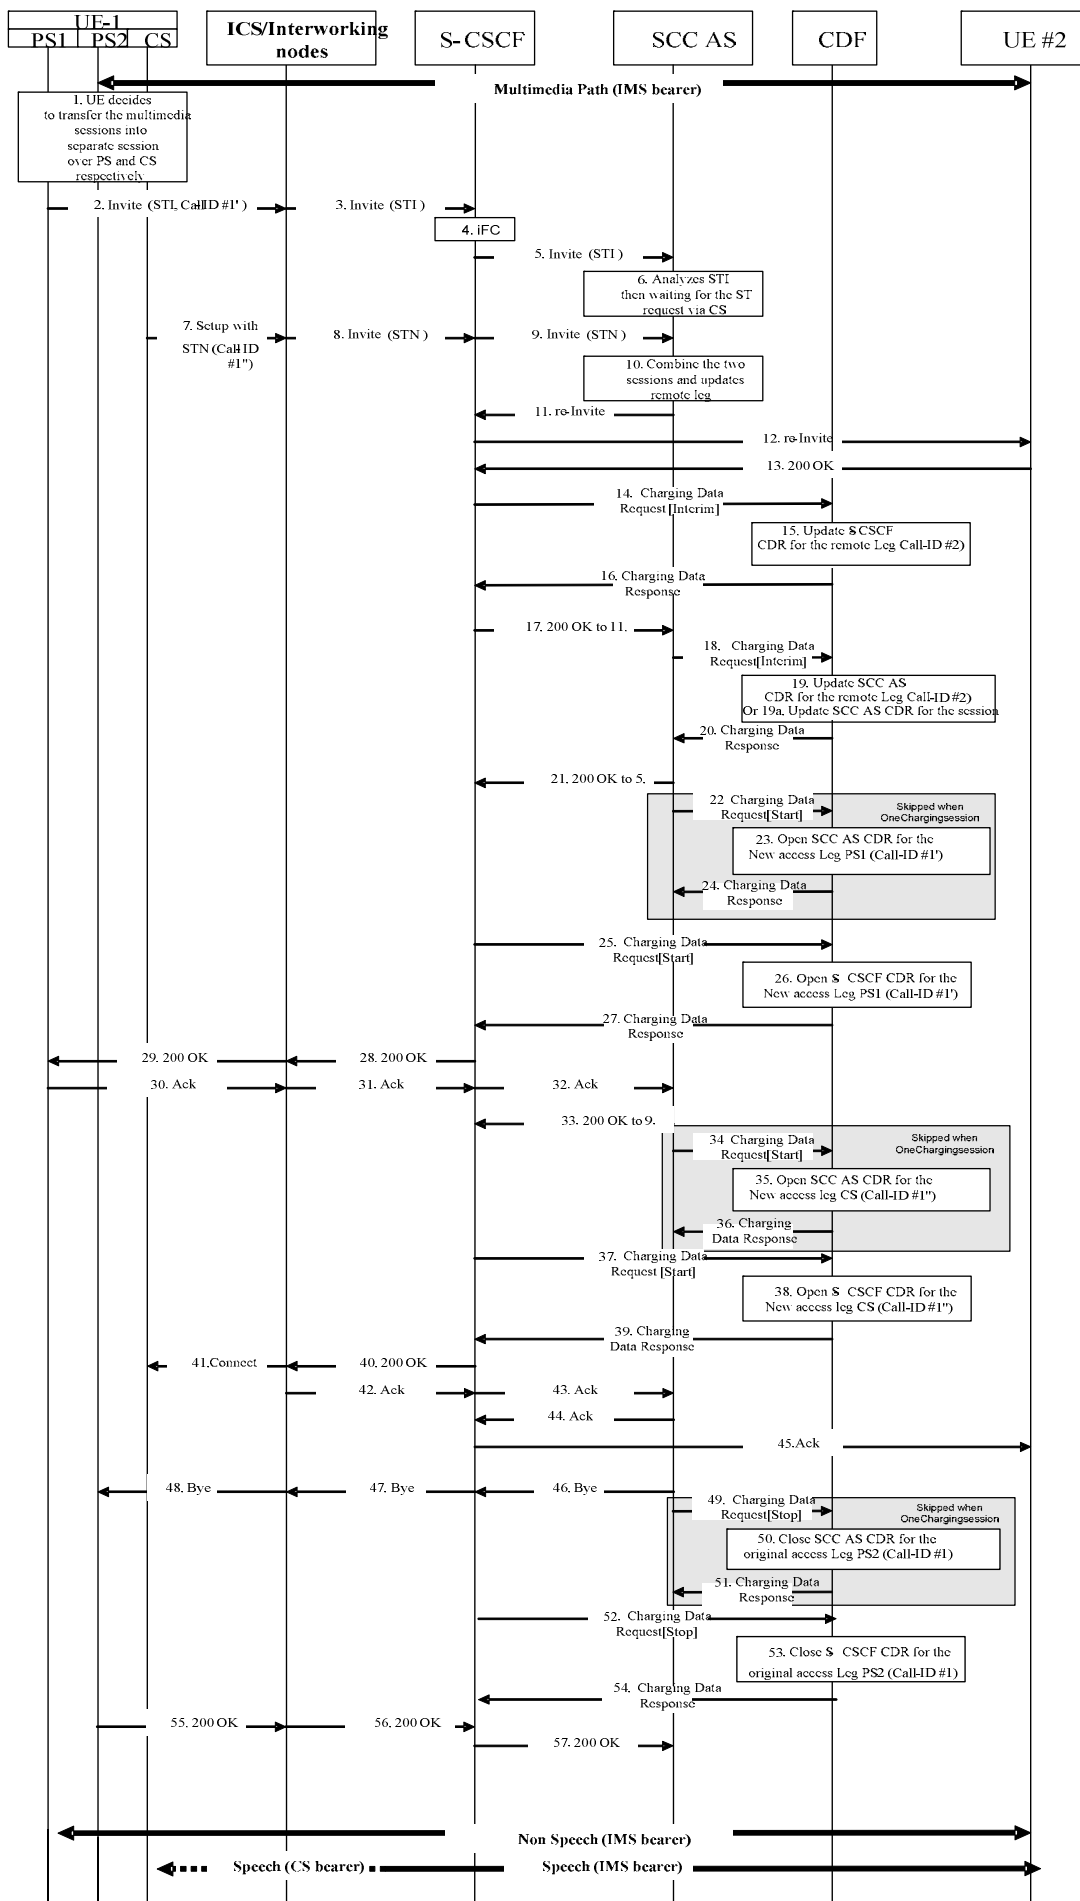 UE-1
PS1 PS2 CS
ICS/Interworking
nodes
S-CSCF
SCC AS
CDF
UE #2
Multimedia Path (IMS bearer)
1. UE decides
to transfer the multimedia
sessions into
separate session
over PS and CS
respectively
2. Invite (STI, Call-ID #1')
3. Invite (STI )
4. iFC
5. Invite (STI )
6. Analyzes STI
then waiting for the ST
request via CS
7. Setup with
STN (Call-ID
#1'')
8. Invite (STN )
9. Invite (STN )
10. Combine the two
sessions and updates
remote leg
11. re-Invite
12. re-Invite
13. 200 OK
14. Charging Data
Request[Interim]
15. Update S-CSCF
CDR for the remote Leg Call-ID #2)
16. Charging Data
Response
17. 200 OK to 11.
18. Charging Data
Request[Interim]
19. Update SCC AS
CDR for the remote Leg Call-ID #2)
Or 19a. Update SCC AS CDR for the session
20. Charging Data
Response
21. 200 OK to 5.
22 Charging Data
Request[Start]
Skipped when
OneChargingsession
23. Open SCC AS CDR for the
New access Leg PS1 (Call-ID #1')
24. Charging Data
Response
25. Charging Data
Request[Start]
26. Open S CSCF CDR for the
New access Leg PS1 (Call-ID #1')
27. Charging Data
Response
29. 200 OK
28. 200 OK
30. Ack
31. Ack
32. Ack
33. 200 OK to 9.
34 Charging Data
Request[Start]
Skipped when
OneChargingsession
35. Open SCC AS CDR for the
New access leg CS (Call-ID #1'')
36. Charging
Data Response
37. Charging Data
Request [Start]
38. Open S CSCF CDR for the
New access leg CS (Call-ID #1'')
39. Charging
Data Response
41.Connect
40. 200 OK
42. Ack
43. Ack
44. Ack
45.Ack
48. Bye
47. Bye
46. Bye
49. Charging Data
Request[Stop]
Skipped when
OneChargingsession
50. Close SCC AS CDR for the
original access Leg PS2 (Call-ID #1)
51. Charging Data
Response
52. Charging Data
Request[Stop]
53. Close S CSCF CDR for the
original access Leg PS2 (Call-ID #1)
54. Charging Data
Response
55. 200 OK
56. 200 OK
57. 200 OK
Non Speech (IMS bearer)
Speech (CS bearer)
Speech (IMS bearer)